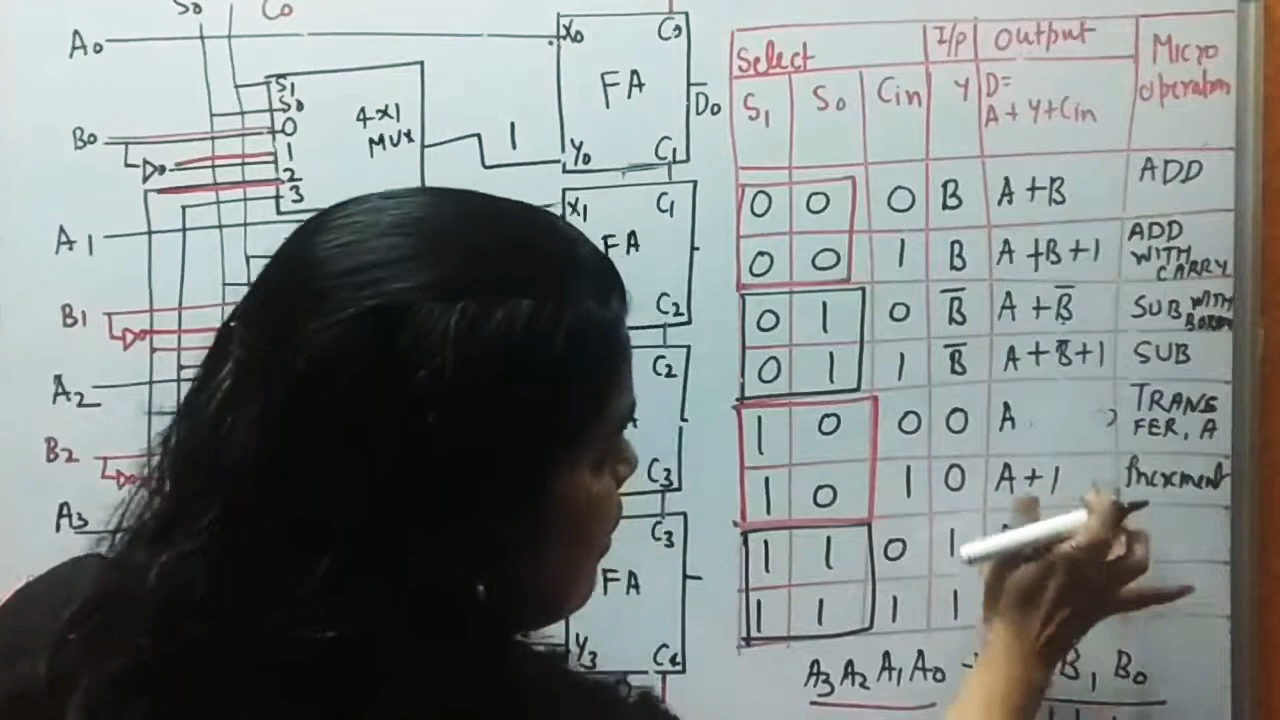 S0 C0
A0
X0 C0
FA
D0
S1
S0
0
1
2
3
4x1
MUX
1
B0
Y0 C1
A1
X1 C1
FA
B1
C2
C2
A2
B2
C3
A3
C3
FA
Y3 C4
Select I/P Output Micro operation
S1 S0 Cin Y D= A+Y+Cin
0 0 0 B A+B ADD
0 0 1 B A+B+1 ADD WITH CARRY
0 1 0 B̅ A+B̅ SUB WITH
0 1 1 B̅ A+B̅+1 SUB
1 0 0 0 A TRANSFER, A
1 0 1 0 A+1 Increment
1 1 0 1
1 1 1 1
A3 A2 A1 A0 B1 B0